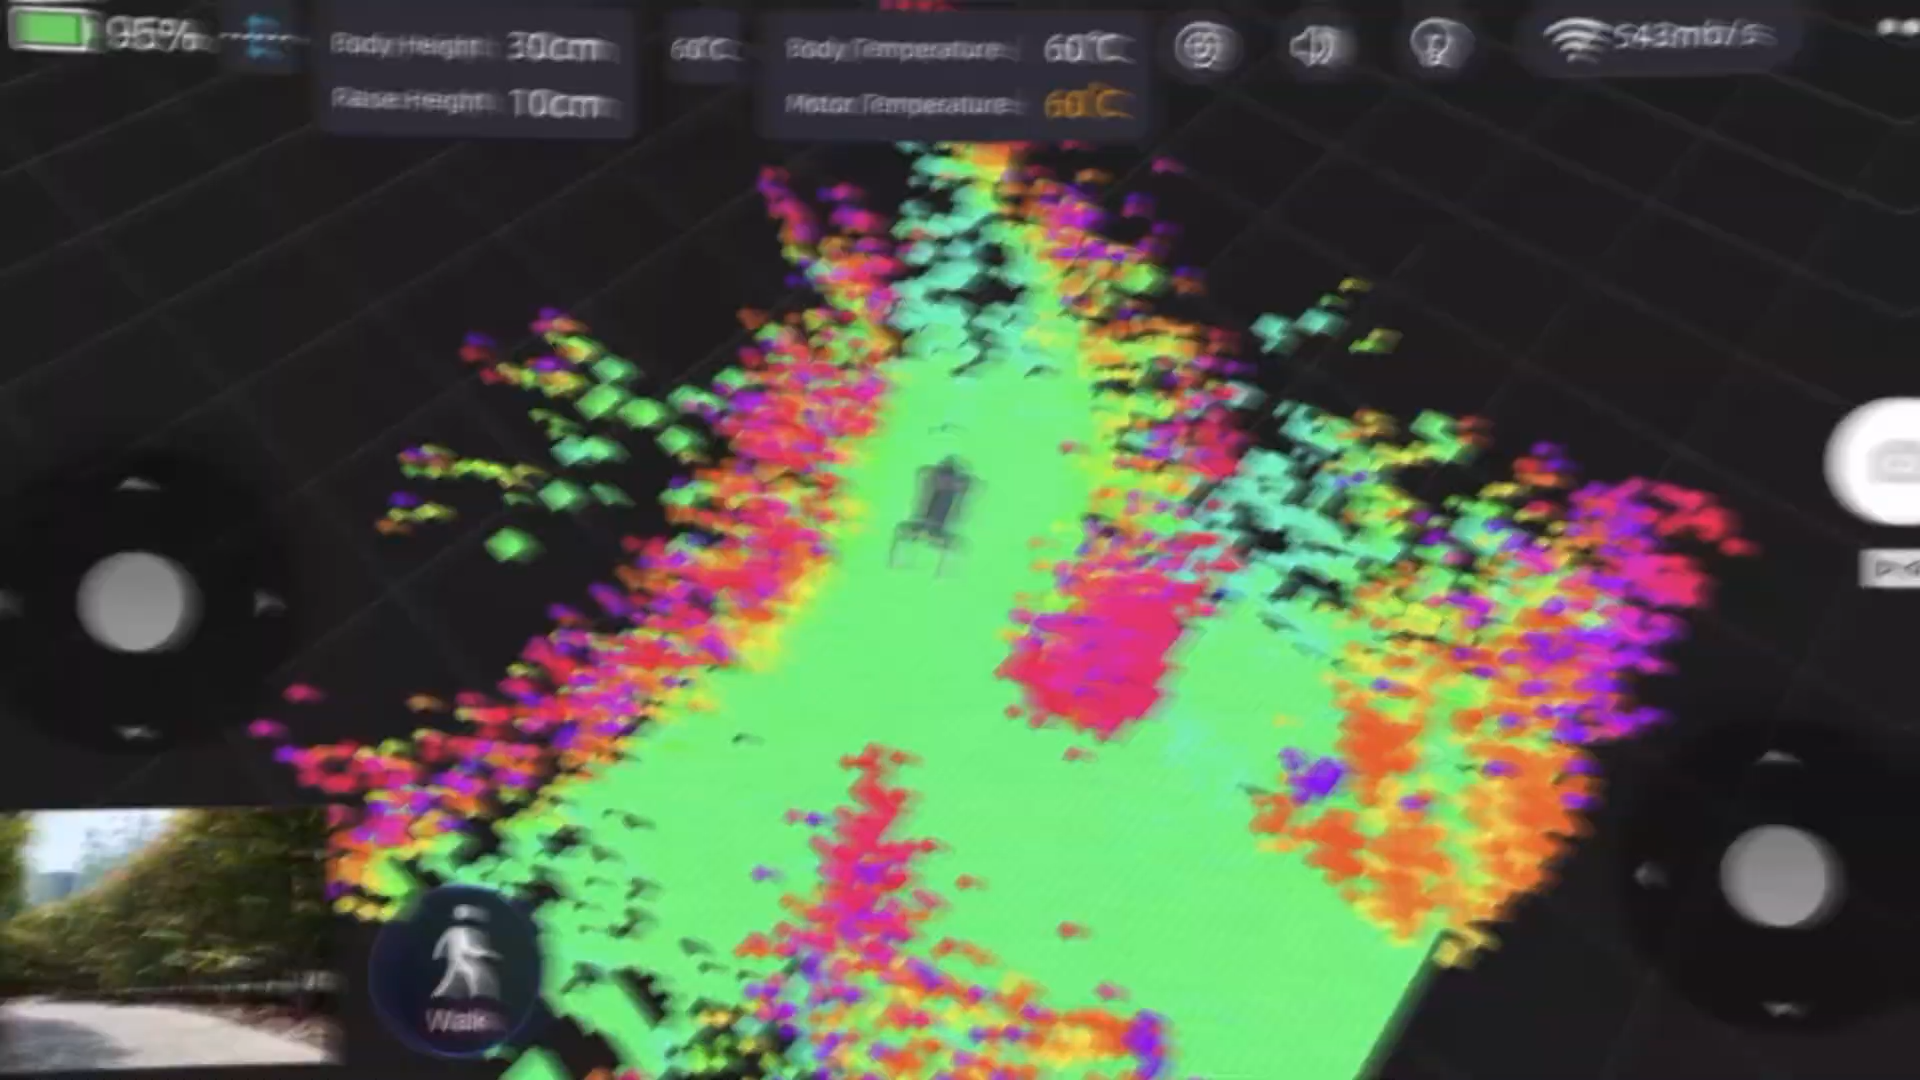 95%
Body Height: 30cm
Raise Height: 10cm
60°C
Body Temperature: 60°C
Motor Temperature: 60°C
543mb/s
Walk